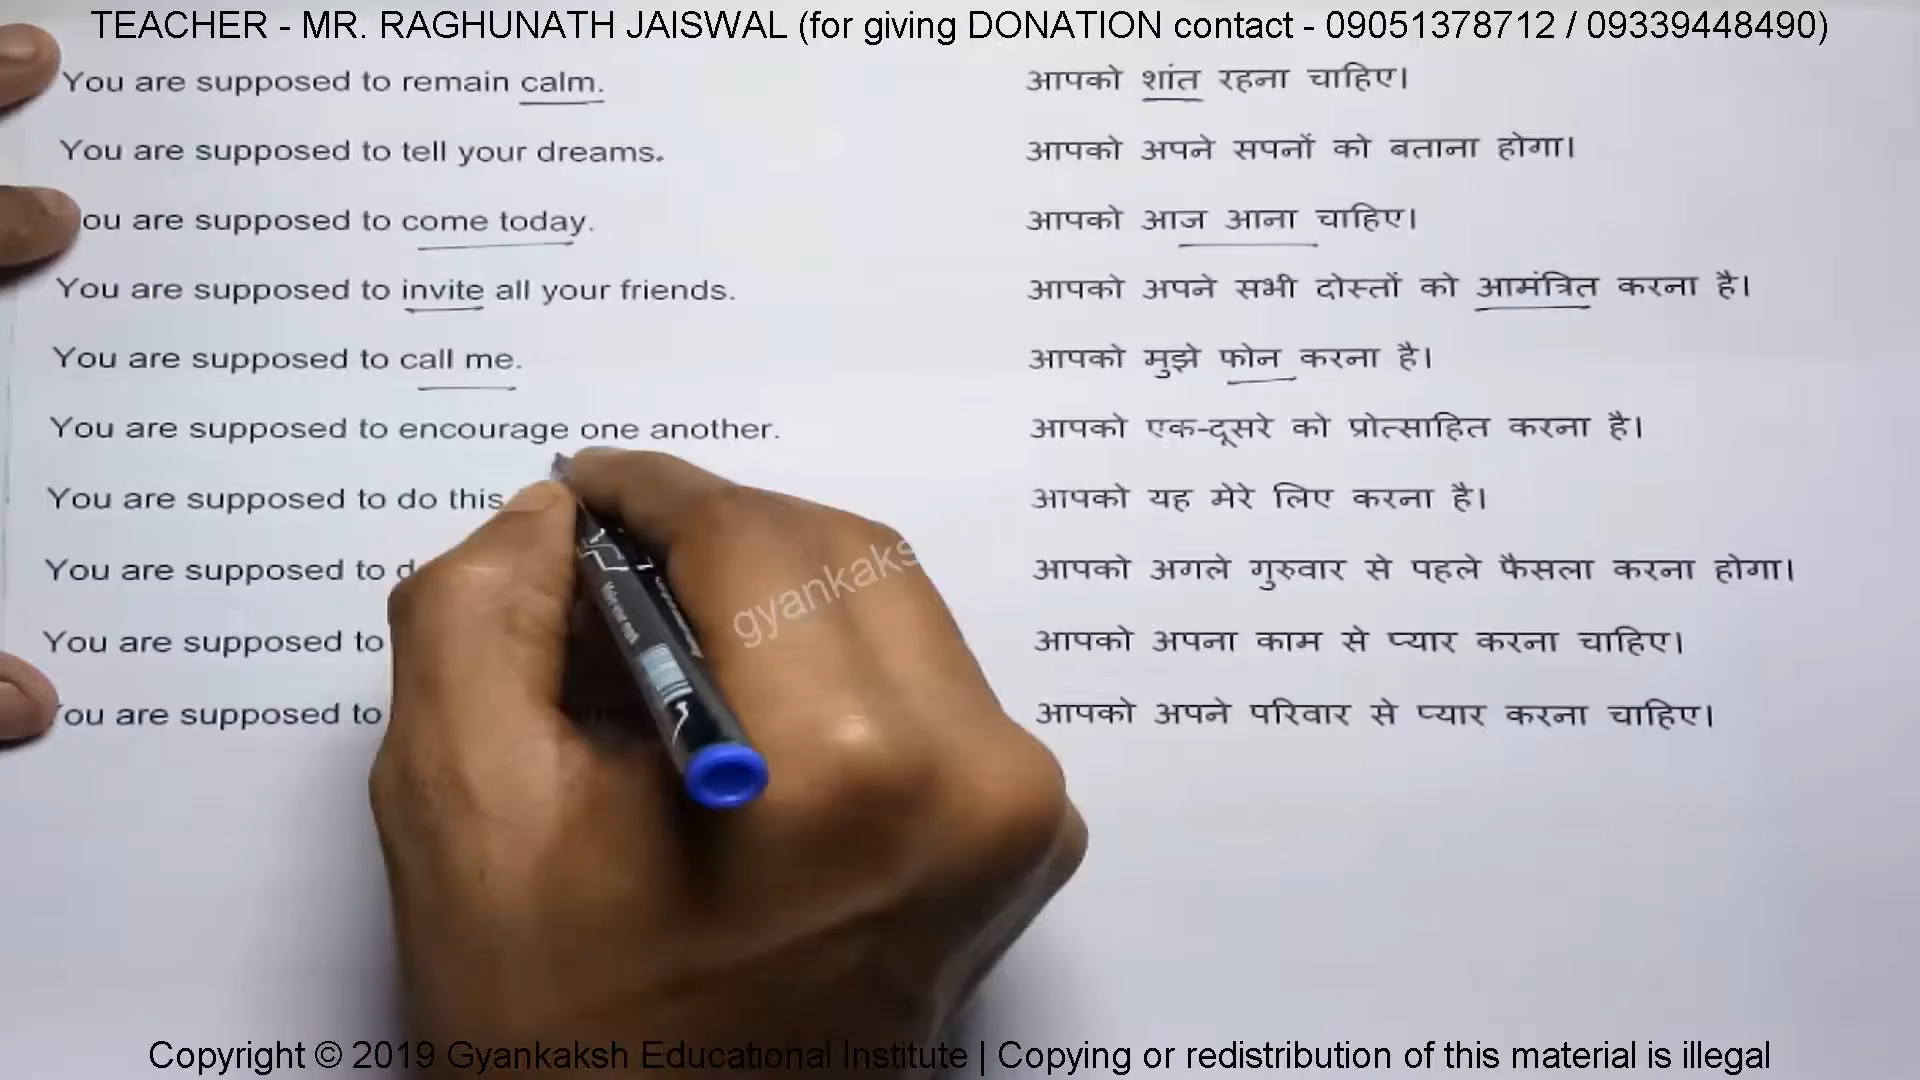 TEACHER - MR. RAGHUNATH JAISWAL (for giving DONATION contact - 09051378712 / 09339448490)
You are supposed to remain calm. आपको शांत रहना चाहिए।
You are supposed to tell your dreams. आपको अपने सपनों को बताना होगा।
ou are supposed to come today. आपको आज आना चाहिए।
You are supposed to invite all your friends. आपको अपने सभी दोस्तों को आमंत्रित करना है।
You are supposed to call me. आपको मुझे फोन करना है।
You are supposed to encourage one another. आपको एक-दूसरे को प्रोत्साहित करना है।
You are supposed to do this आपको यह मेरे लिए करना है।
You are supposed to आपको अगले गुरुवार से पहले फैसला करना होगा।
gyankaks
You are supposed to आपको अपना काम से प्यार करना चाहिए।
You are supposed to आपको अपने परिवार से प्यार करना चाहिए।
Copyright © 2019 Gyankaksh Educational Institute | Copying or redistribution of this material is illegal